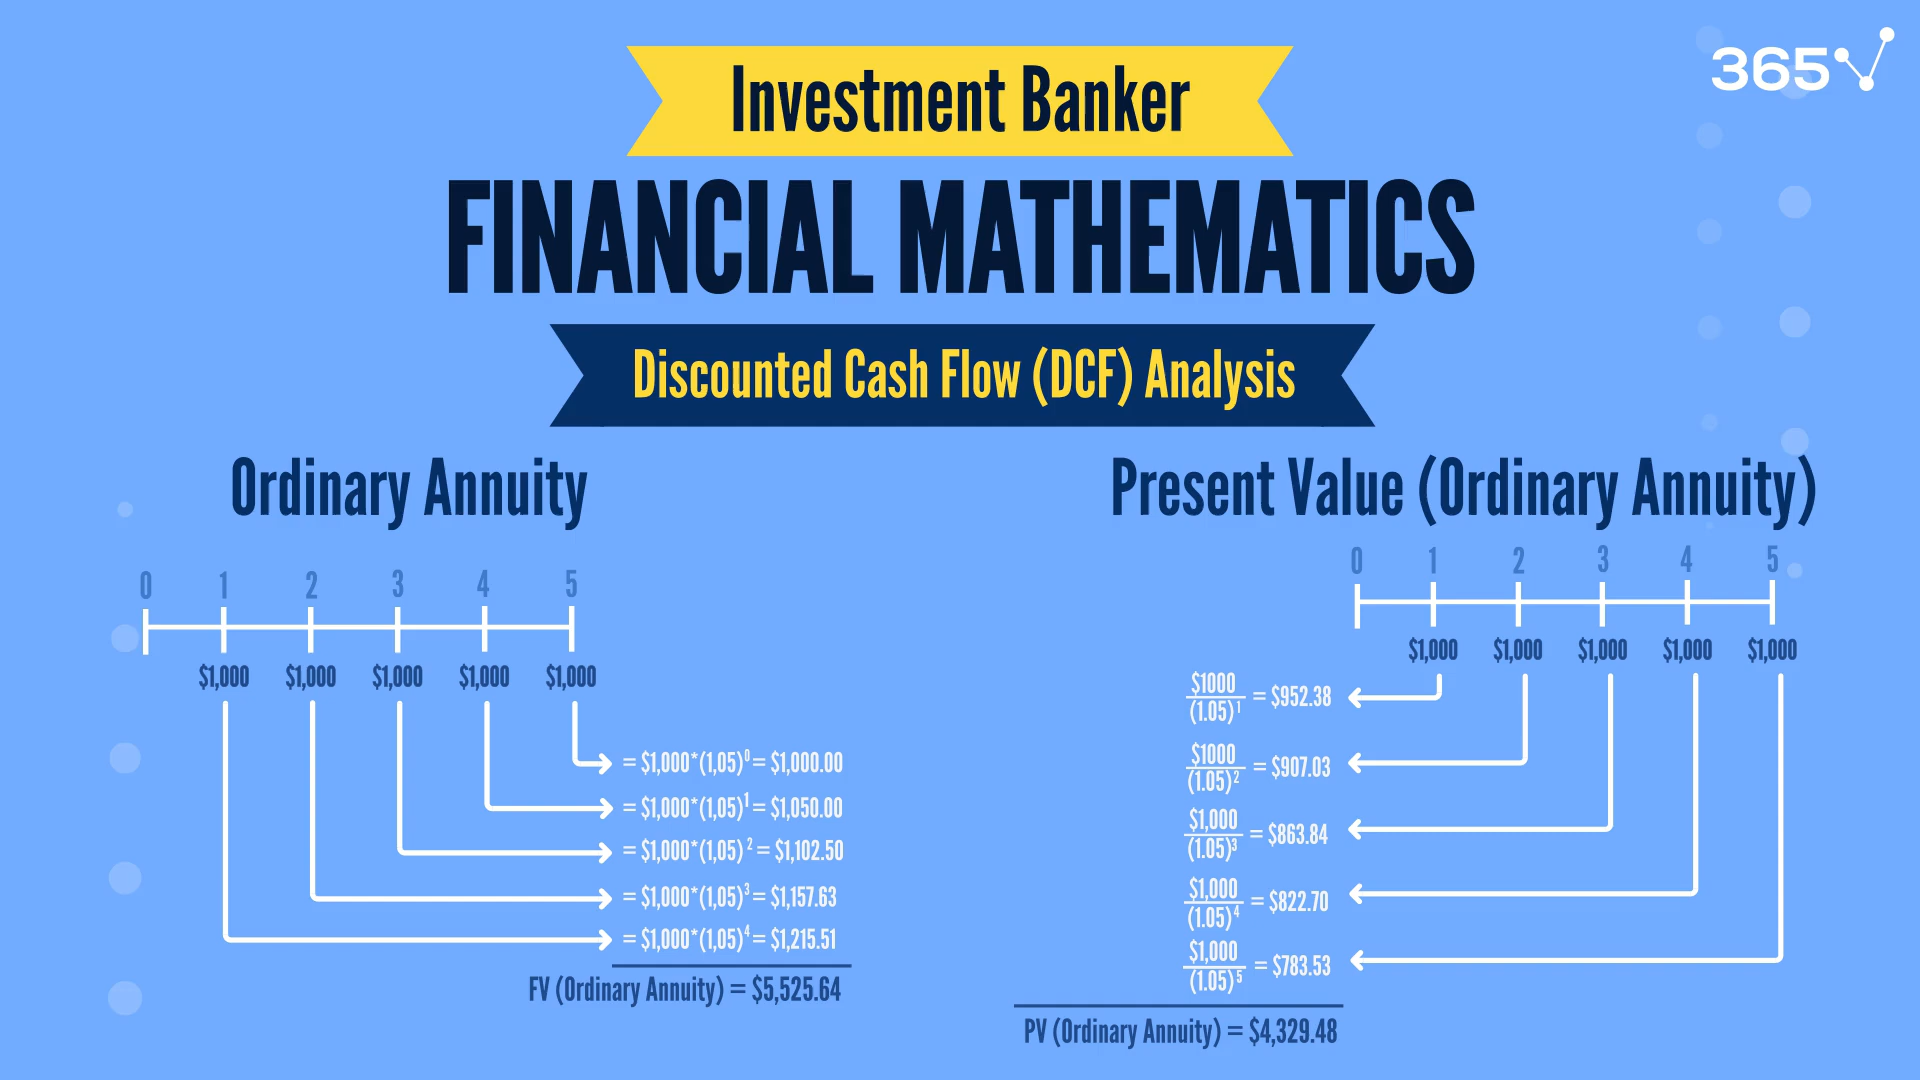 365
Investment Banker
FINANCIAL MATHEMATICS
Discounted Cash Flow (DCF) Analysis
Ordinary Annuity
0 1 2 3 4 5
$1,000 $1,000 $1,000 $1,000 $1,000
= $1,000*(1,05)⁰ = $1,000.00
= $1,000*(1,05)¹ = $1,050.00
= $1,000*(1,05)² = $1,102.50
= $1,000*(1,05)³ = $1,157.63
= $1,000*(1,05)⁴ = $1,215.51
FV (Ordinary Annuity) = $5,525.64
Present Value (Ordinary Annuity)
0 1 2 3 4 5
$1,000 $1,000 $1,000 $1,000 $1,000
$1000
(1.05)¹ = $952.38
$1000
(1.05)² = $907.03
$1,000
(1.05)³ = $863.84
$1,000
(1.05)⁴ = $822.70
$1,000
(1.05)⁵ = $783.53
PV (Ordinary Annuity) = $4,329.48